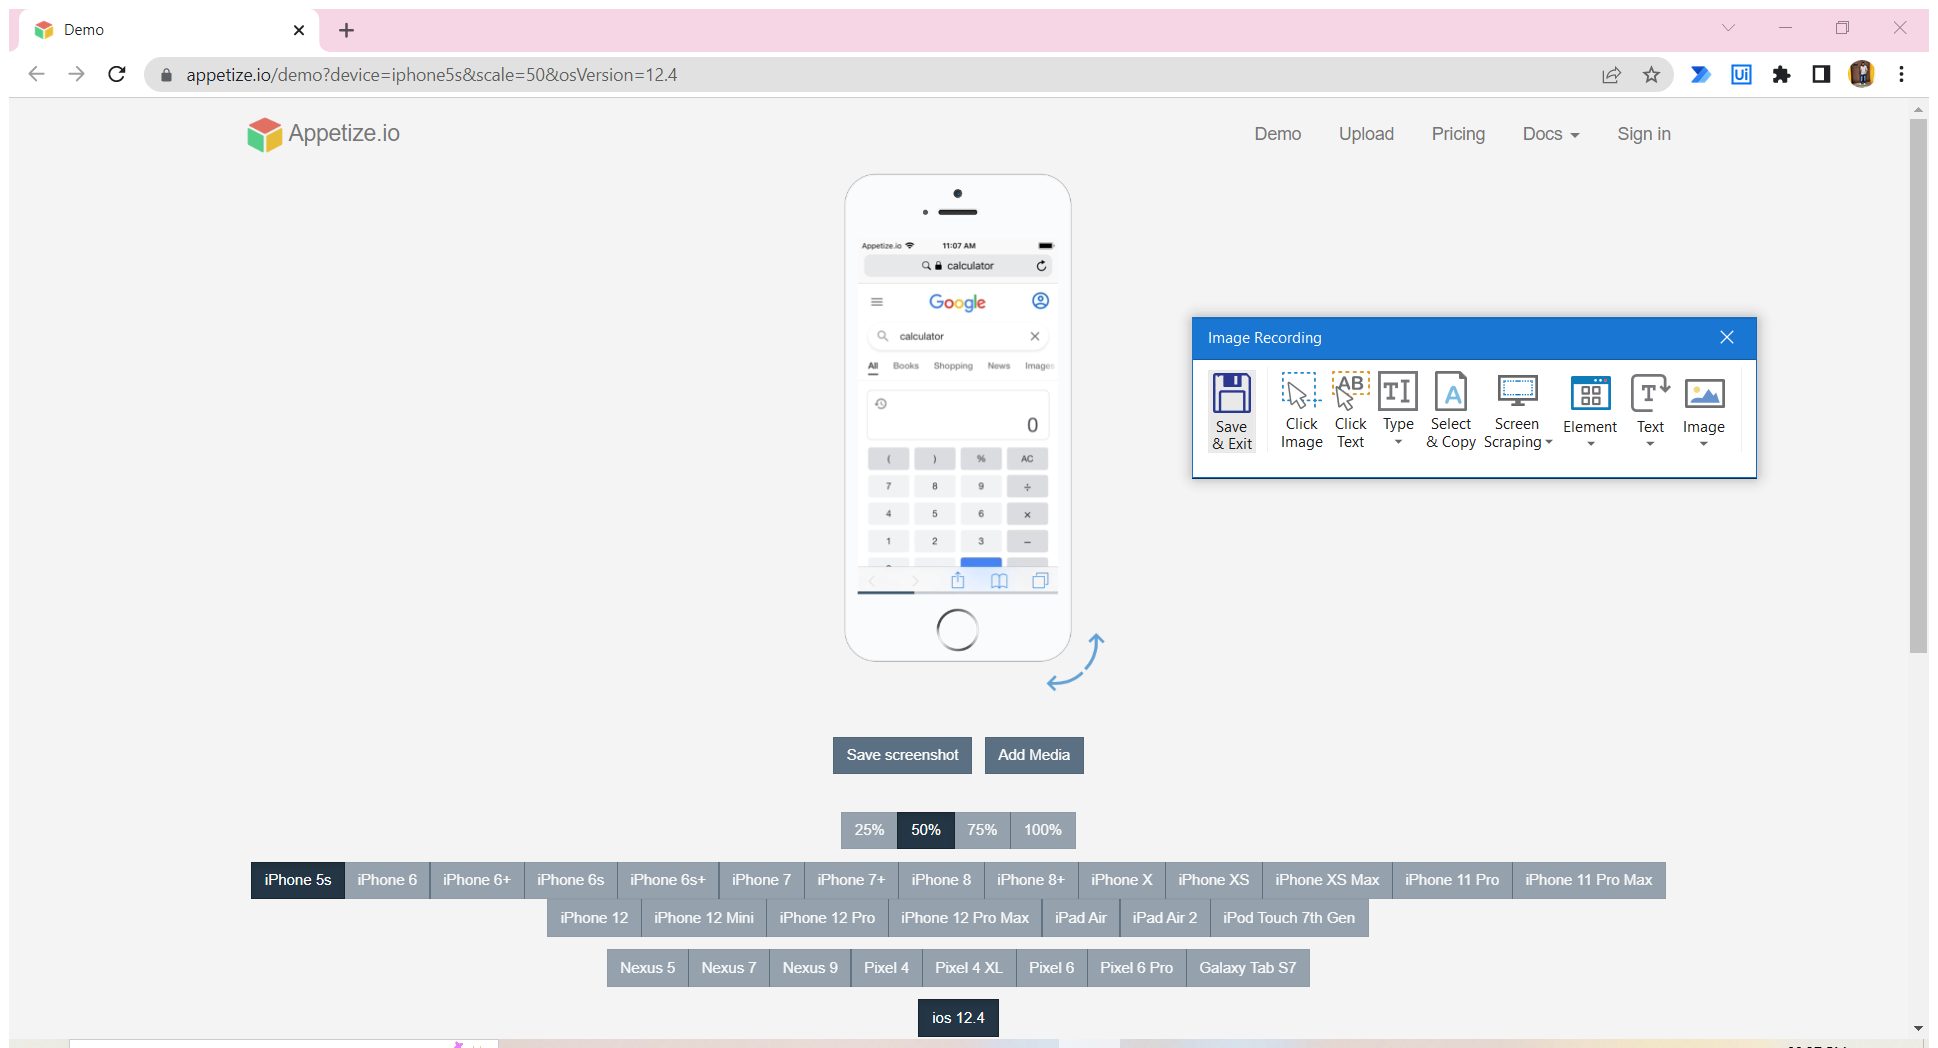 Demo
appetize.io/demo?device=iphone5s&scale=50&osVersion=12.4
Ui
Appetize.io
Demo Upload Pricing Docs Sign in
Appetize.io 11:07 AM
calculator
Google
calculator
All Books Shopping News Images
0
( ) % AC
7 8 9 ÷
4 5 6 ×
1 2 3 −
Image Recording
Save & Exit
Click Image
AB
Click Text
Type
A
Select & Copy
Screen Scraping
Element
T
Text
Image
Save screenshot Add Media
25% 50% 75% 100%
iPhone 5s iPhone 6 iPhone 6+ iPhone 6s iPhone 6s+ iPhone 7 iPhone 7+ iPhone 8 iPhone 8+ iPhone X iPhone XS iPhone XS Max iPhone 11 Pro iPhone 11 Pro Max
iPhone 12 iPhone 12 Mini iPhone 12 Pro iPhone 12 Pro Max iPad Air iPad Air 2 iPod Touch 7th Gen
Nexus 5 Nexus 7 Nexus 9 Pixel 4 Pixel 4 XL Pixel 6 Pixel 6 Pro Galaxy Tab S7
ios 12.4